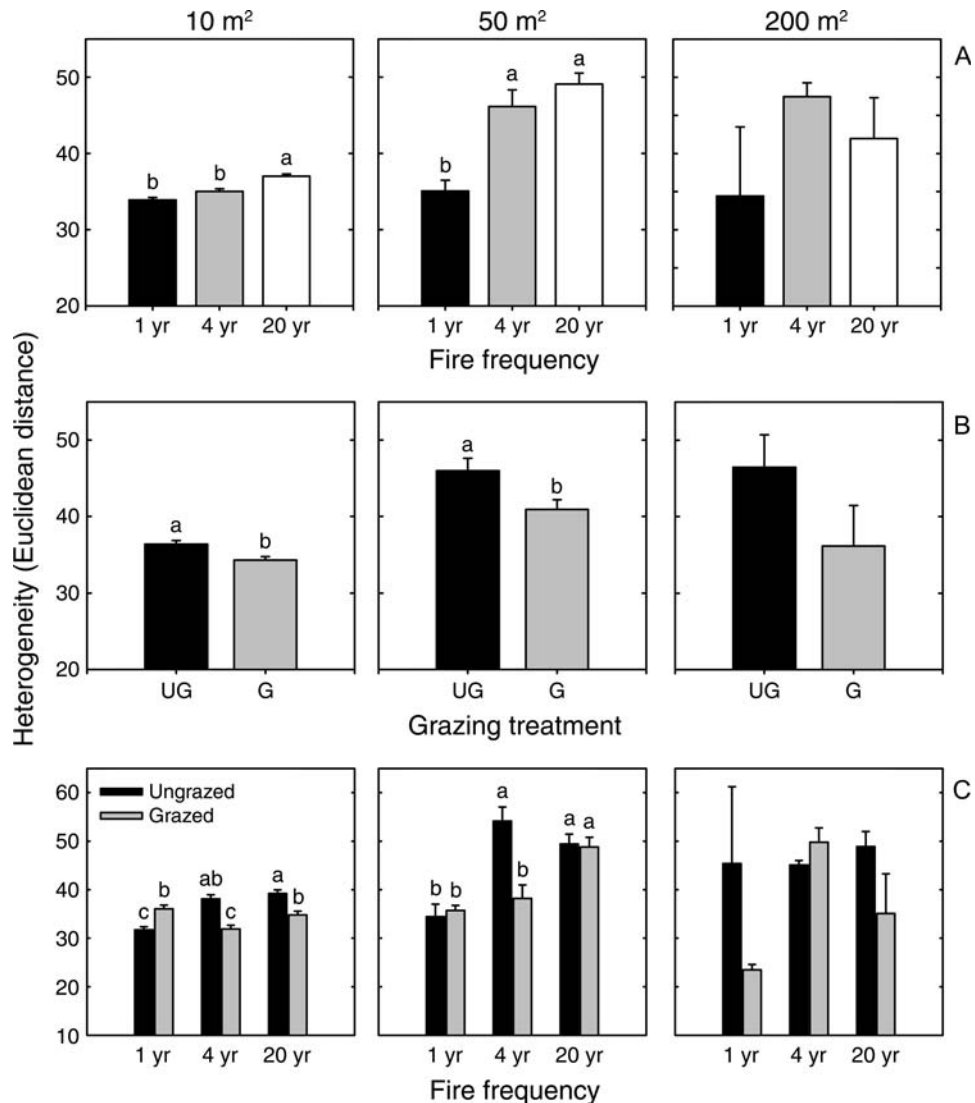 10 m²
50 m²
200 m²
A
50
40
30
20
b
b
a
b
a
a
1 yr
4 yr
20 yr
1 yr
4 yr
20 yr
1 yr
4 yr
20 yr
Fire frequency
Heterogeneity (Euclidean distance)
B
50
40
30
20
a
b
a
b
UG
G
UG
G
UG
G
Grazing treatment
C
60
50
40
30
20
10
Ungrazed
Grazed
c
b
ab
c
a
b
b
b
a
b
a
a
1 yr
4 yr
20 yr
1 yr
4 yr
20 yr
1 yr
4 yr
20 yr
Fire frequency